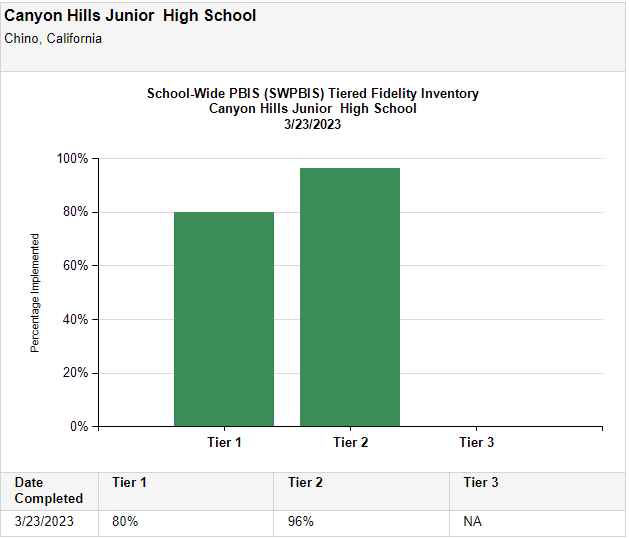 Canyon Hills Junior  High School
Chino, California
School-Wide PBIS (SWPBIS) Tiered Fidelity Inventory
Canyon Hills Junior  High School
3/23/2023
Percentage Implemented
100%
80%
60%
40%
20%
0%
Tier 1 Tier 2 Tier 3
Date Completed Tier 1 Tier 2 Tier 3
3/23/2023 80% 96% NA